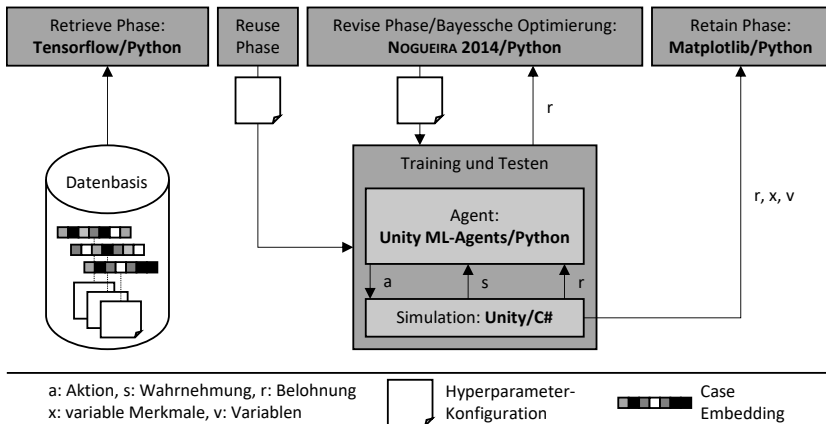 Retrieve Phase:
Tensorflow/Python
Reuse
Phase
Revise Phase/Bayessche Optimierung:
NOGUEIRA 2014/Python
Retain Phase:
Matplotlib/Python
r
Datenbasis
Training und Testen
Agent:
Unity ML-Agents/Python
r, x, v
a
s
r
Simulation: Unity/C#
a: Aktion, s: Wahrnehmung, r: Belohnung
x: variable Merkmale, v: Variablen
Hyperparameter-
Konfiguration
Case
Embedding